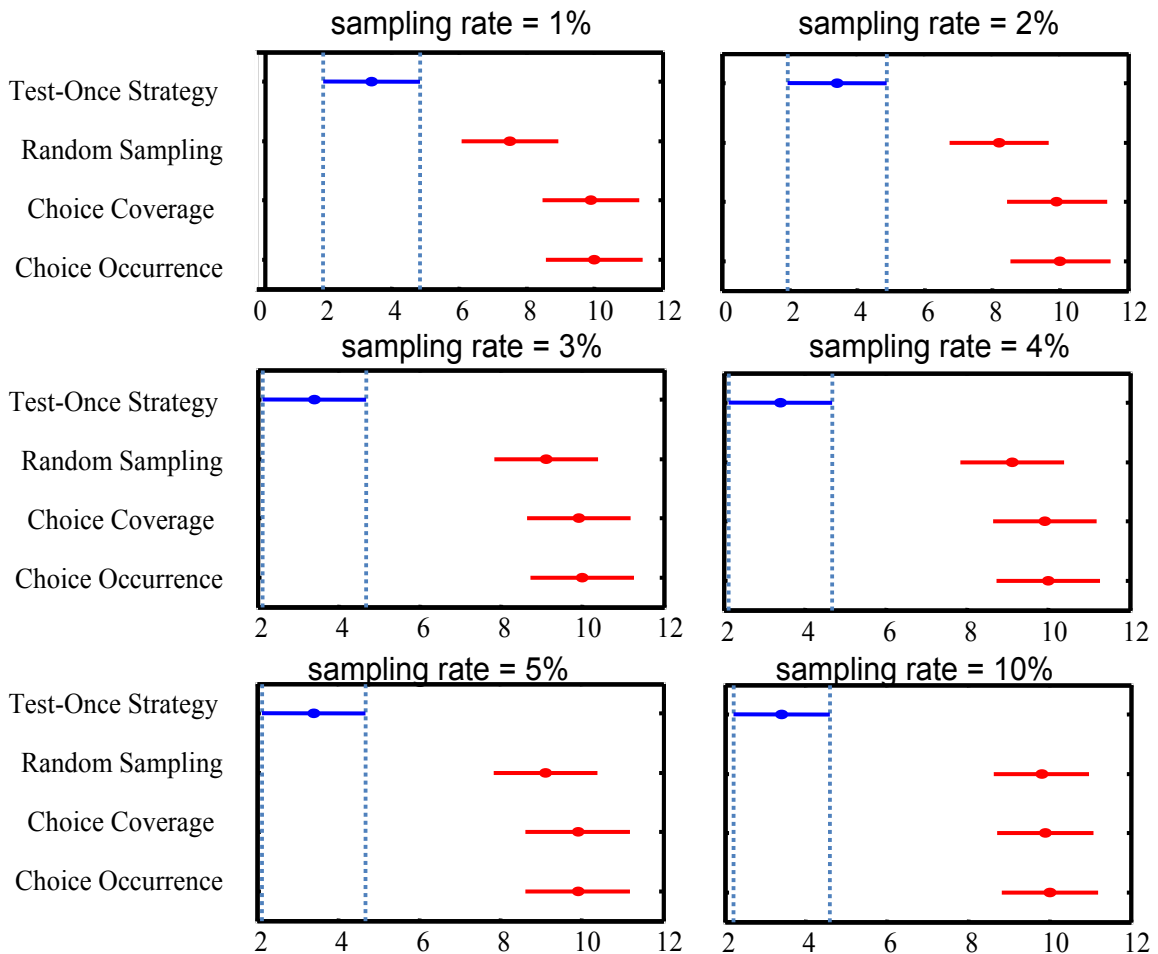 sampling rate = 1%
sampling rate = 2%
Test-Once Strategy
Random Sampling
Choice Coverage
Choice Occurrence
0 2 4 6 8 10 12
0 2 4 6 8 10 12
sampling rate = 3%
sampling rate = 4%
Test-Once Strategy
Random Sampling
Choice Coverage
Choice Occurrence
2 4 6 8 10 12
2 4 6 8 10 12
sampling rate = 5%
sampling rate = 10%
Test-Once Strategy
Random Sampling
Choice Coverage
Choice Occurrence
2 4 6 8 10 12
2 4 6 8 10 12